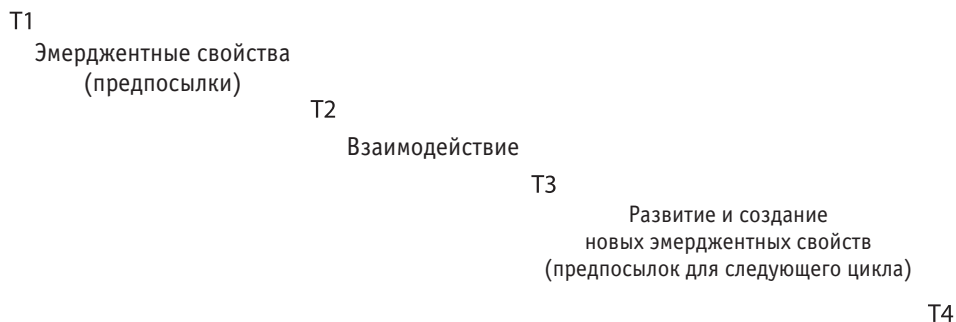 T1
Эмерджентные свойства
(предпосылки)
T2
Взаимодействие
T3
Развитие и создание
новых эмерджентных свойств
(предпосылок для следующего цикла)
T4